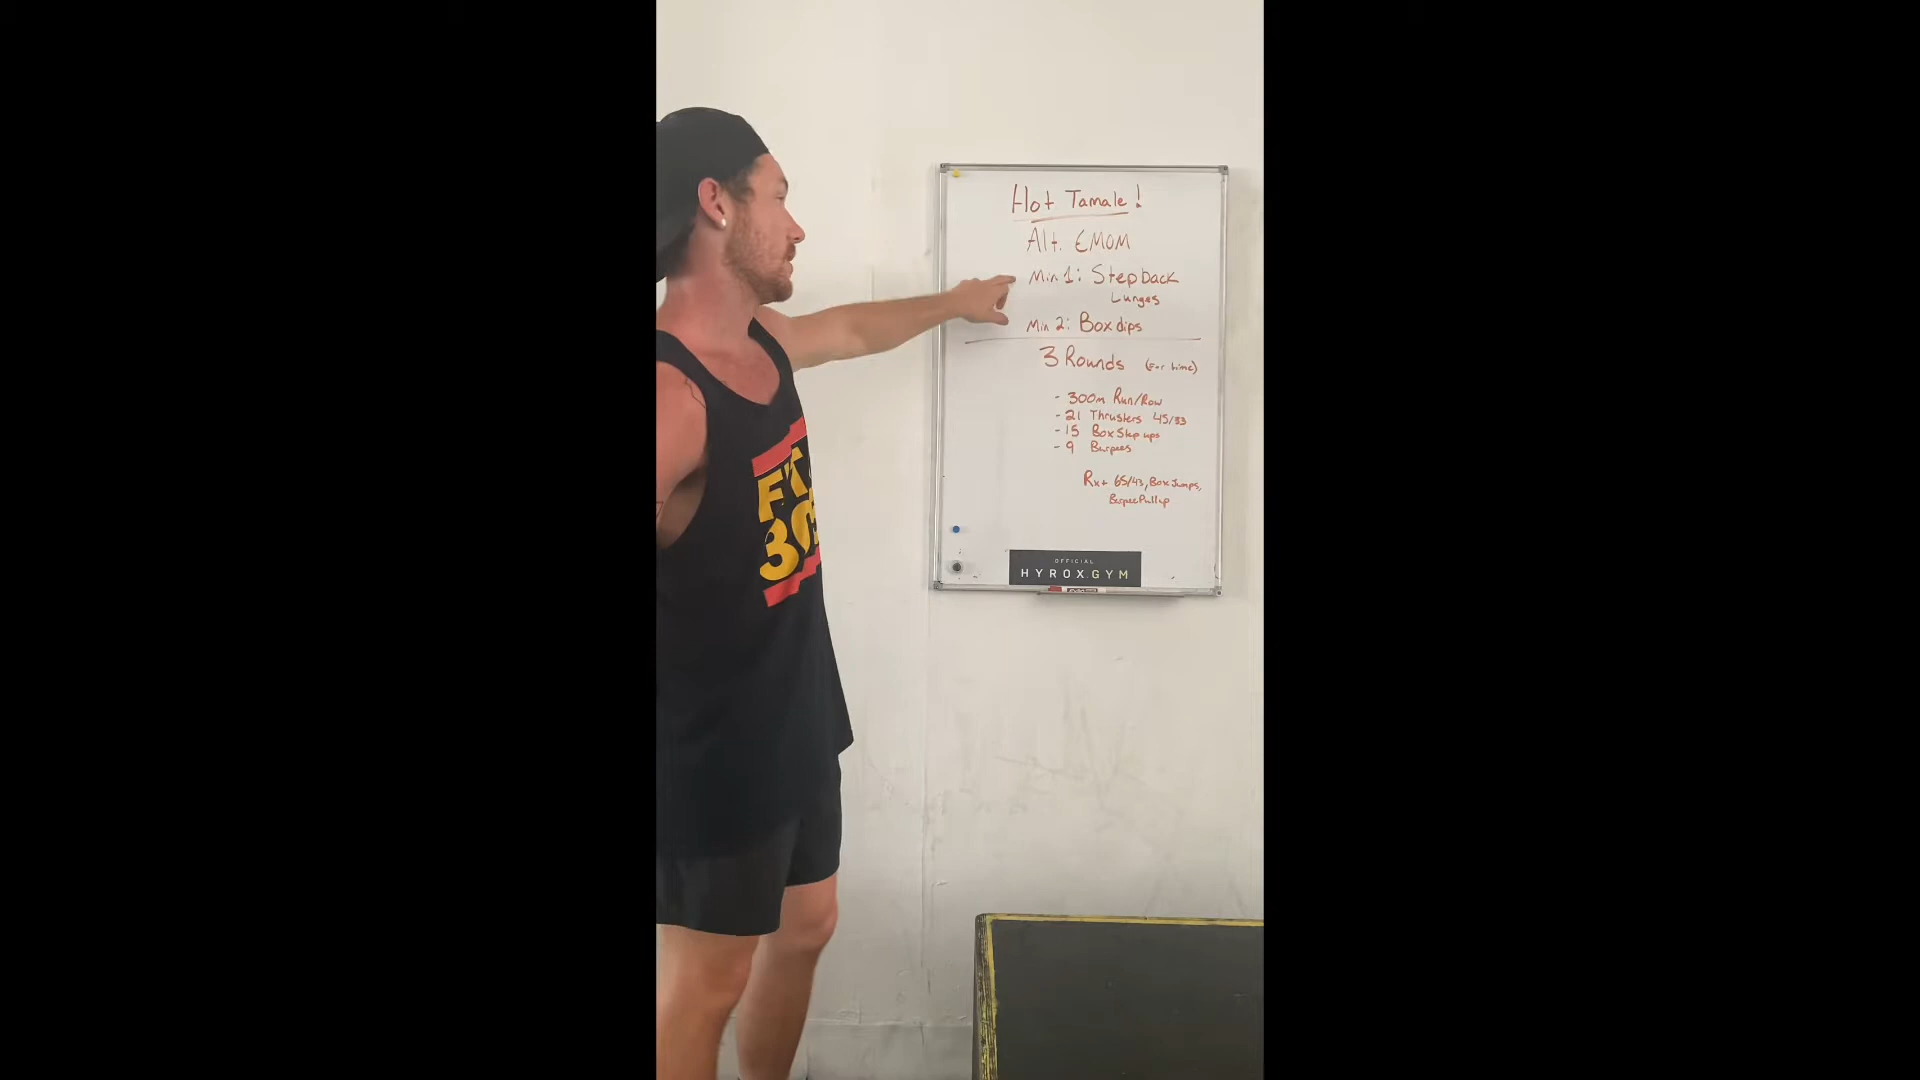 Hot Tamale!
Alt. EMOM
Min 1: Stepback
Lunges
Min 2: Box dips
3 Rounds (For time)
- 300m Run/Row
- 21 Thrusters 45/33
- 15 Box Step ups
- 9 Burpees
Rx+ 65/43, Box Jumps,
Burpee Pullup
OFFICIAL
HYROX.GYM
FIT